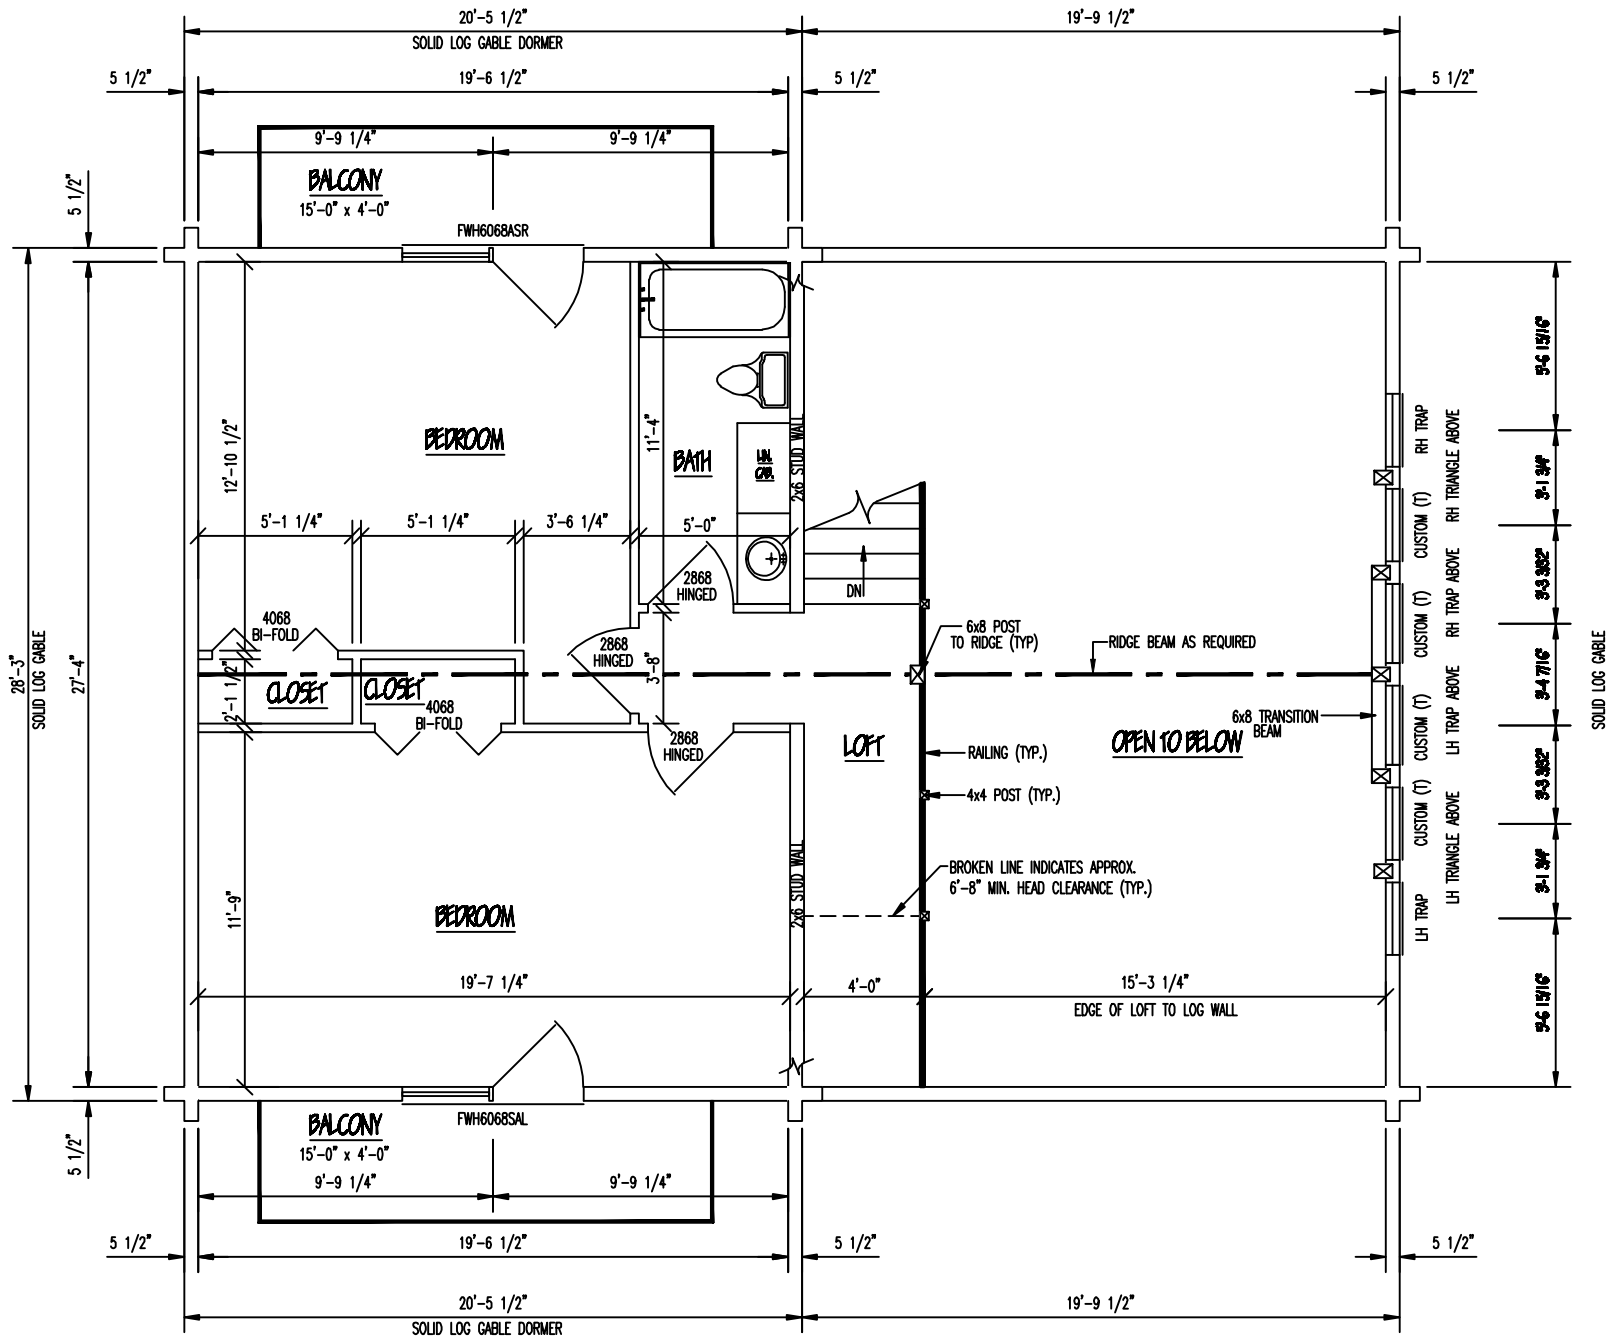 20'-5 1/2"
19'-9 1/2"
SOLID LOG GABLE DORMER
5 1/2"
19'-6 1/2"
5 1/2"
5 1/2"
9'-9 1/4"
9'-9 1/4"
BALCONY
15'-0" x 4'-0"
5 1/2"
FWH6068ASR
BEDROOM
12'-10 1/2"
11'-4"
BATH
LIN.
CAB.
2x6 STUD WALL
5'-1 1/4"
5'-1 1/4"
3'-6 1/4"
5'-0"
2868
HINGED
DN
4068
BI-FOLD
2868
HINGED
3'-8"
6x8 POST
TO RIDGE (TYP)
RIDGE BEAM AS REQUIRED
28'-3"
SOLID LOG GABLE
27'-4"
2'-1 1/2"
CLOSET
CLOSET
4068
BI-FOLD
2868
HINGED
LOFT
RAILING (TYP.)
OPEN TO BELOW
6x8 TRANSITION
BEAM
4x4 POST (TYP.)
BROKEN LINE INDICATES APPROX.
6'-8" MIN. HEAD CLEARANCE (TYP.)
2x6 STUD WALL
11'-9"
BEDROOM
19'-7 1/4"
4'-0"
15'-3 1/4"
EDGE OF LOFT TO LOG WALL
RH TRAP
CUSTOM (T)
CUSTOM (T)
CUSTOM (T)
CUSTOM (T)
LH TRAP
RH TRIANGLE ABOVE
RH TRAP ABOVE
LH TRAP ABOVE
LH TRIANGLE ABOVE
5'-6 15/16"
3'-1 3/4"
3'-3 3/32"
3'-4 7/16"
3'-3 3/32"
3'-1 3/4"
5'-6 15/16"
SOLID LOG GABLE
FWH6068SAL
BALCONY
15'-0" x 4'-0"
5 1/2"
9'-9 1/4"
9'-9 1/4"
5 1/2"
19'-6 1/2"
5 1/2"
5 1/2"
20'-5 1/2"
19'-9 1/2"
SOLID LOG GABLE DORMER